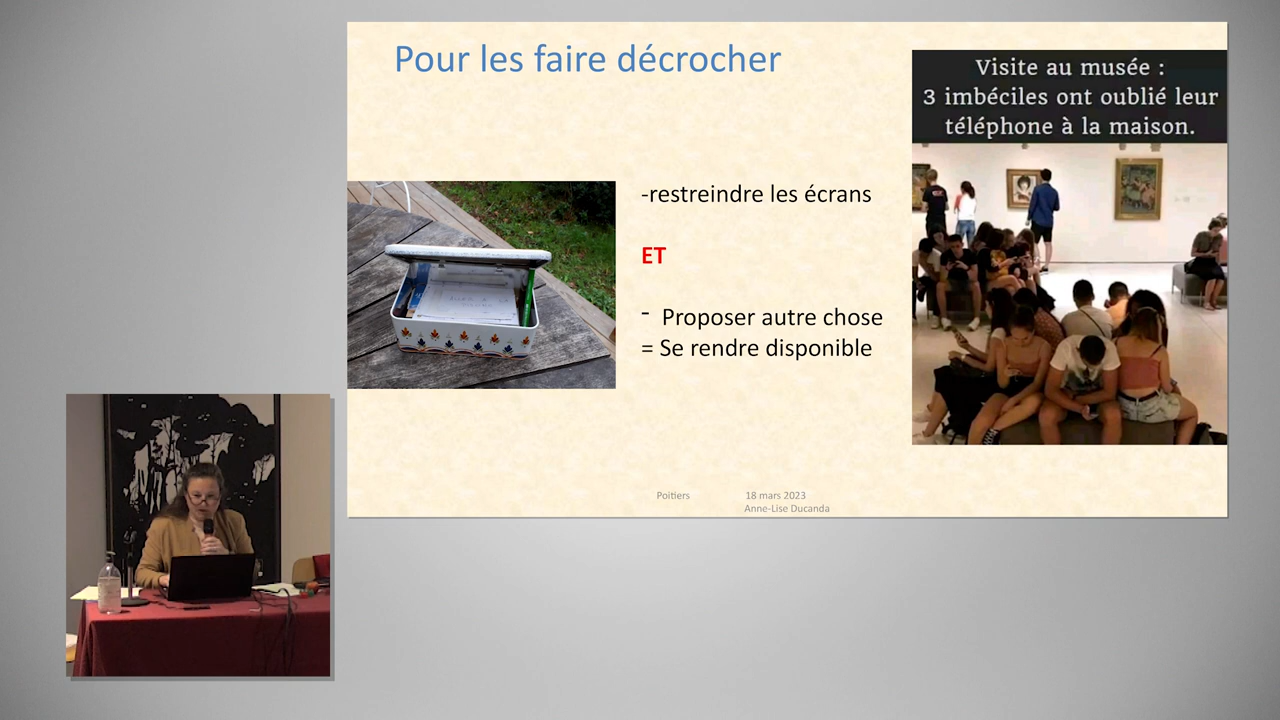 Pour les faire décrocher
Visite au musée :
3 imbéciles ont oublié leur
téléphone à la maison.
-restreindre les écrans
ET
- Proposer autre chose
= Se rendre disponible
Poitiers 18 mars 2023
Anne-Lise Ducanda